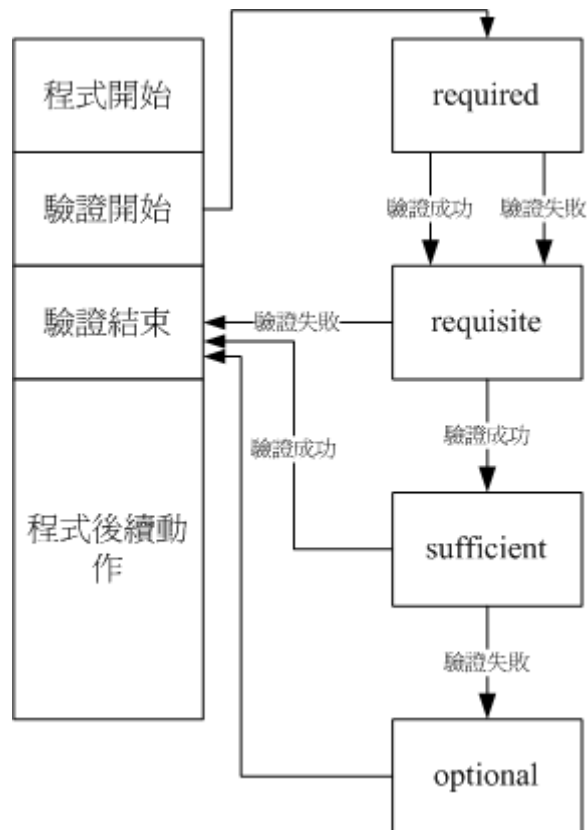 程式開始
required
驗證開始
驗證成功
驗證失敗
驗證結束
驗證失敗
requisite
驗證成功
驗證成功
程式後續動
作
sufficient
驗證失敗
optional